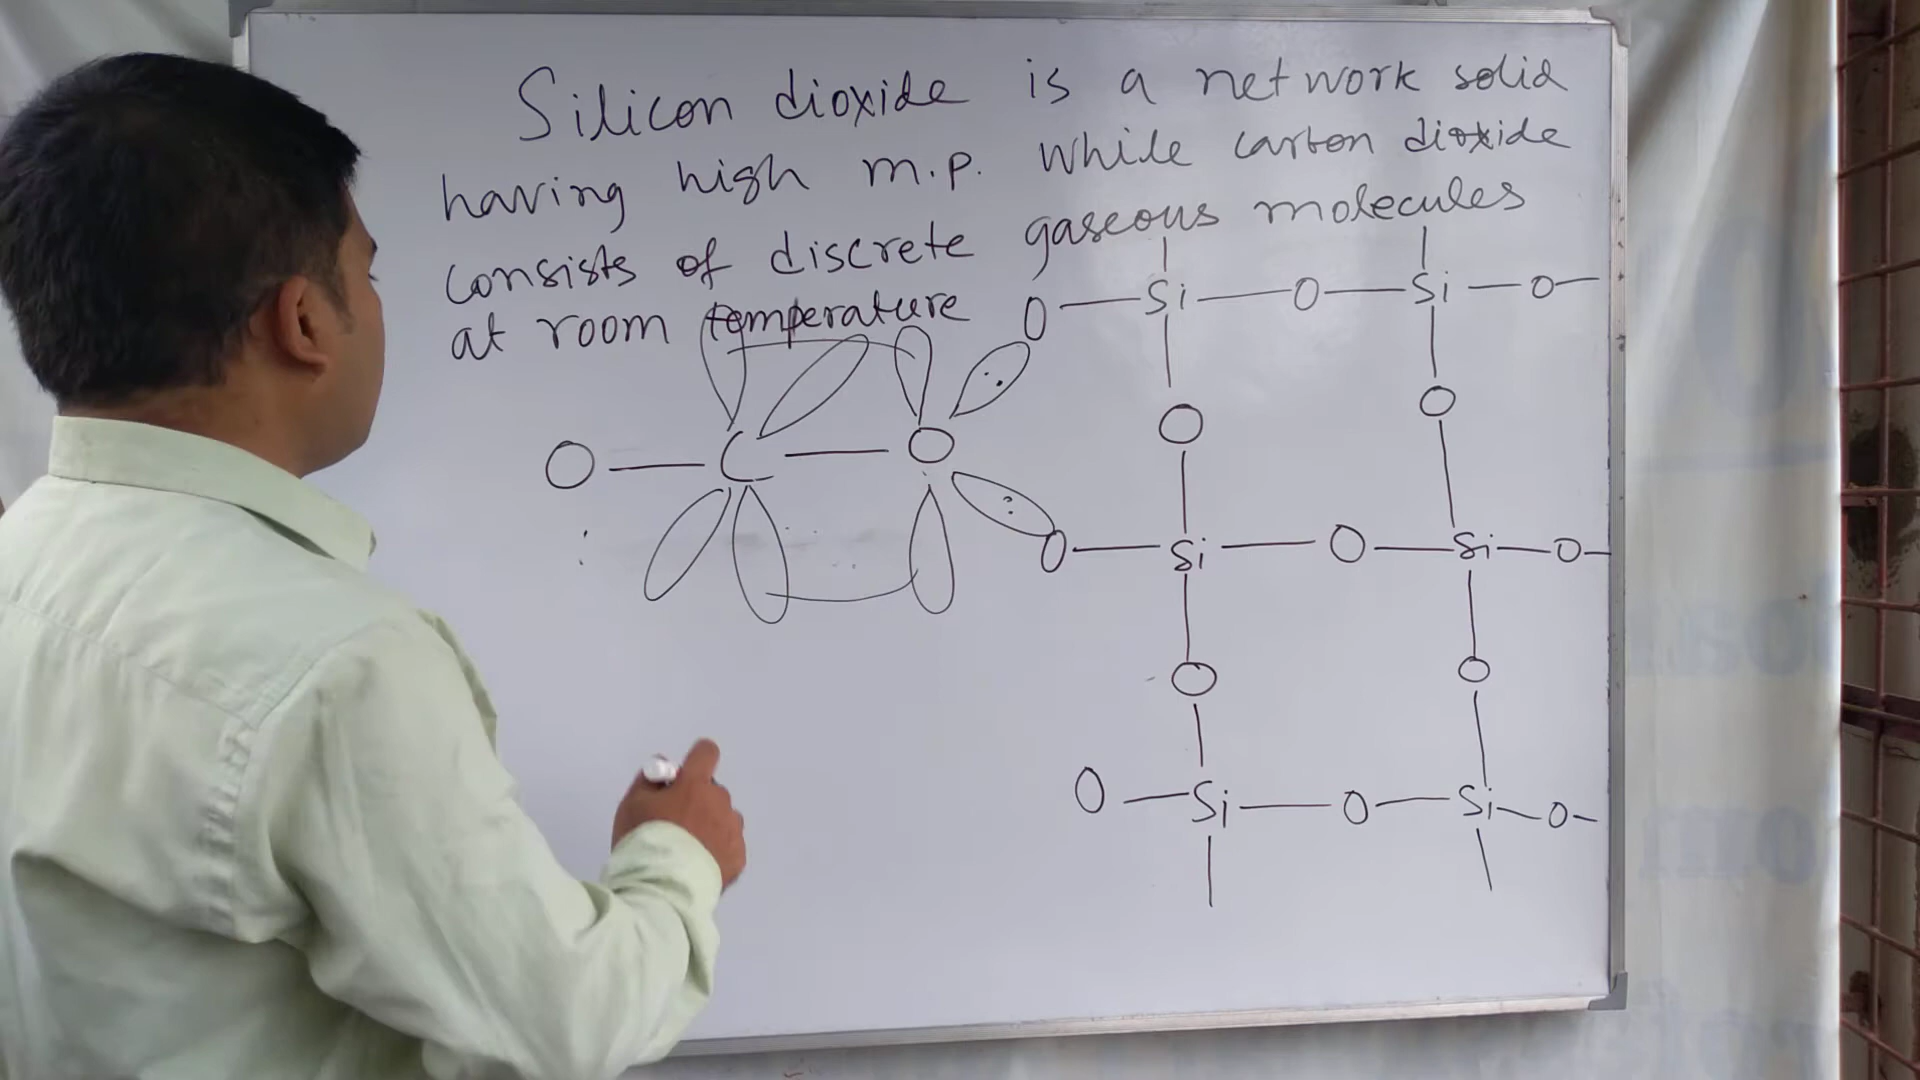 Silicon dioxide is a network solid
having high m.p. While carbon dioxide
consists of discrete gaseous molecules
at room temperature
O — Si — O — Si — O —
O O
O — C — O
O — Si — O — Si — O —
O O
O — Si — O — Si — O —